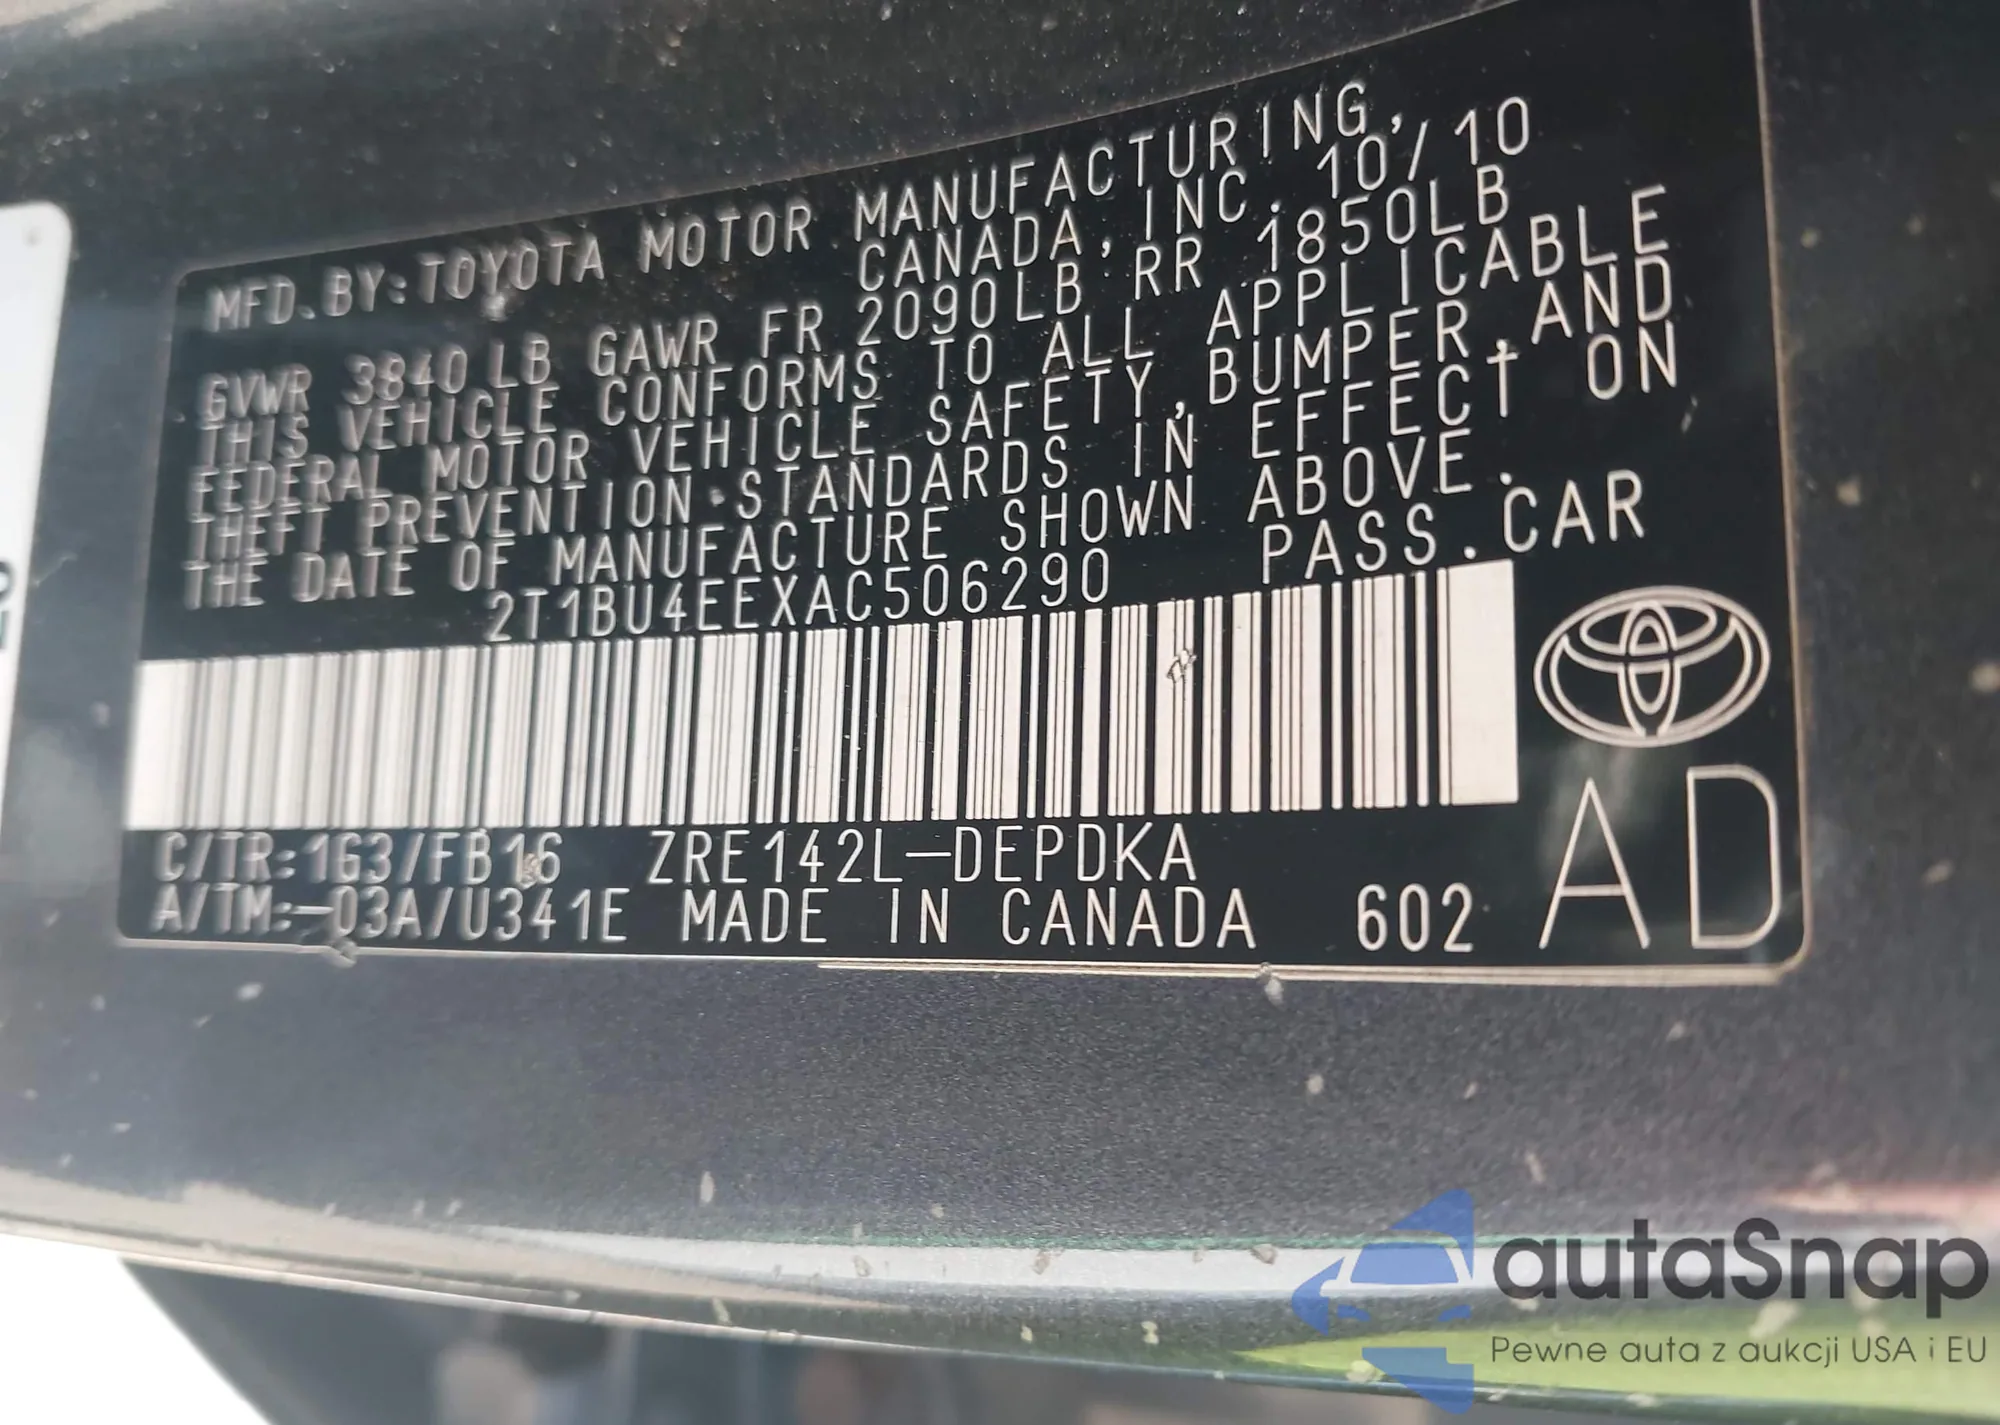 MFD.BY:TOYOTA MOTOR MANUFACTURING,
CANADA, INC. 10/10
GVWR 3840LB GAWR FR 2090LB RR 1850LB
THIS VEHICLE CONFORMS TO ALL APPLICABLE
FEDERAL MOTOR VEHICLE SAFETY, BUMPER, AND
THEFT PREVENTION STANDARDS IN EFFECT ON
THE DATE OF MANUFACTURE SHOWN ABOVE.
2T1BU4EEXAC506290 PASS.CAR
C/TR:1G3/FB16 ZRE142L-DEPDKA
A/TM:-03A/U341E MADE IN CANADA 602
AD
autaSnap
Pewne auta z aukcji USA i EU